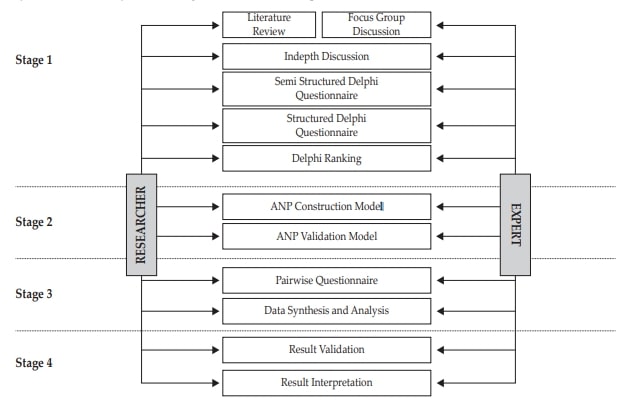 Literature
Review
Focus Group
Discussion
Stage 1
Indepth Discussion
Semi Structured Delphi
Questionnaire
Structured Delphi
Questionnaire
Delphi Ranking
RESEARCHER
EXPERT
Stage 2
ANP Construction Model
ANP Validation Model
Stage 3
Pairwise Questionnaire
Data Synthesis and Analysis
Stage 4
Result Validation
Result Interpretation